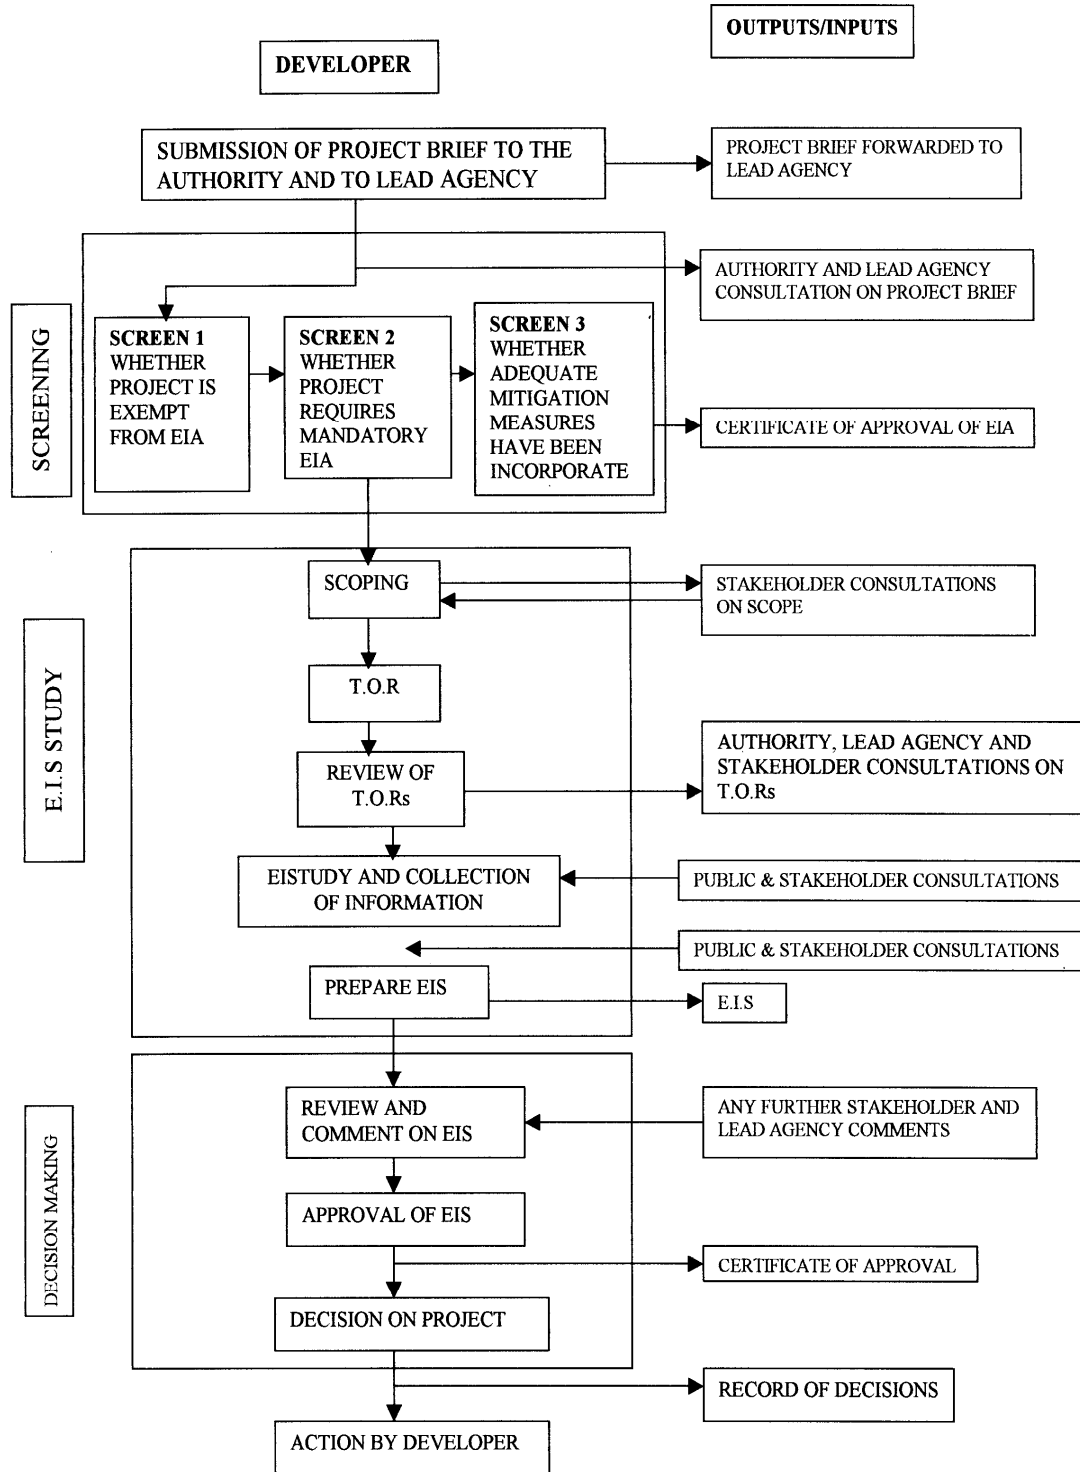 OUTPUTS/INPUTS
DEVELOPER
SUBMISSION OF PROJECT BRIEF TO THE
AUTHORITY AND TO LEAD AGENCY
PROJECT BRIEF FORWARDED TO
LEAD AGENCY
AUTHORITY AND LEAD AGENCY
CONSULTATION ON PROJECT BRIEF
SCREENING
SCREEN 1
WHETHER
PROJECT IS
EXEMPT
FROM EIA
SCREEN 2
WHETHER
PROJECT
REQUIRES
MANDATORY
EIA
SCREEN 3
WHETHER
ADEQUATE
MITIGATION
MEASURES
HAVE BEEN
INCORPORATE
CERTIFICATE OF APPROVAL OF EIA
E.I.S STUDY
SCOPING
STAKEHOLDER CONSULTATIONS
ON SCOPE
T.O.R
REVIEW OF
T.O.Rs
AUTHORITY, LEAD AGENCY AND
STAKEHOLDER CONSULTATIONS ON
T.O.Rs
EISTUDY AND COLLECTION
OF INFORMATION
PUBLIC & STAKEHOLDER CONSULTATIONS
PUBLIC & STAKEHOLDER CONSULTATIONS
PREPARE EIS
E.I.S
DECISION MAKING
REVIEW AND
COMMENT ON EIS
ANY FURTHER STAKEHOLDER AND
LEAD AGENCY COMMENTS
APPROVAL OF EIS
CERTIFICATE OF APPROVAL
DECISION ON PROJECT
RECORD OF DECISIONS
ACTION BY DEVELOPER